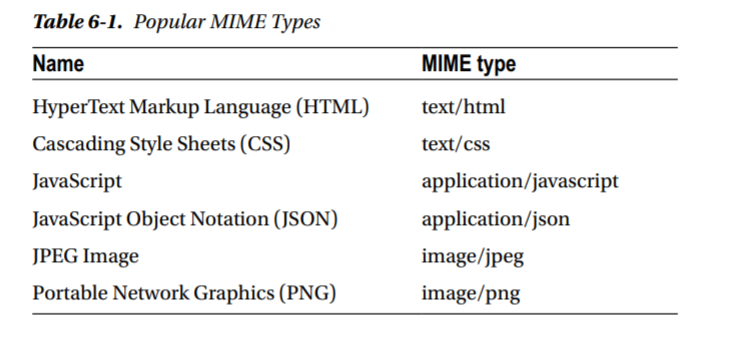 Table 6-1. Popular MIME Types
Name MIME type
HyperText Markup Language (HTML) text/html
Cascading Style Sheets (CSS) text/css
JavaScript application/javascript
JavaScript Object Notation (JSON) application/json
JPEG Image image/jpeg
Portable Network Graphics (PNG) image/png